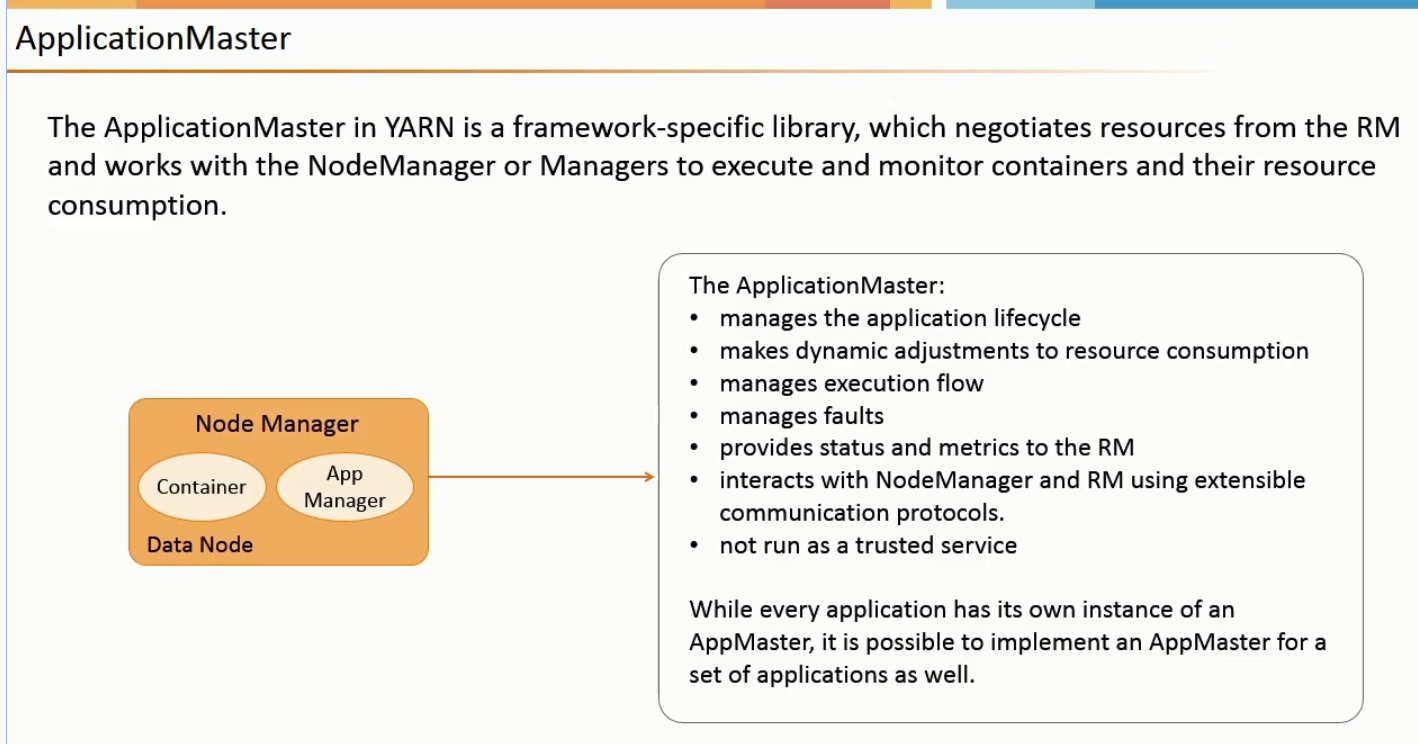 ApplicationMaster
The ApplicationMaster in YARN is a framework-specific library, which negotiates resources from the RM
and works with the NodeManager or Managers to execute and monitor containers and their resource
consumption.
Node Manager
Container
App
Manager
Data Node
The ApplicationMaster:
• manages the application lifecycle
• makes dynamic adjustments to resource consumption
• manages execution flow
• manages faults
• provides status and metrics to the RM
• interacts with NodeManager and RM using extensible
communication protocols.
• not run as a trusted service
While every application has its own instance of an
AppMaster, it is possible to implement an AppMaster for a
set of applications as well.